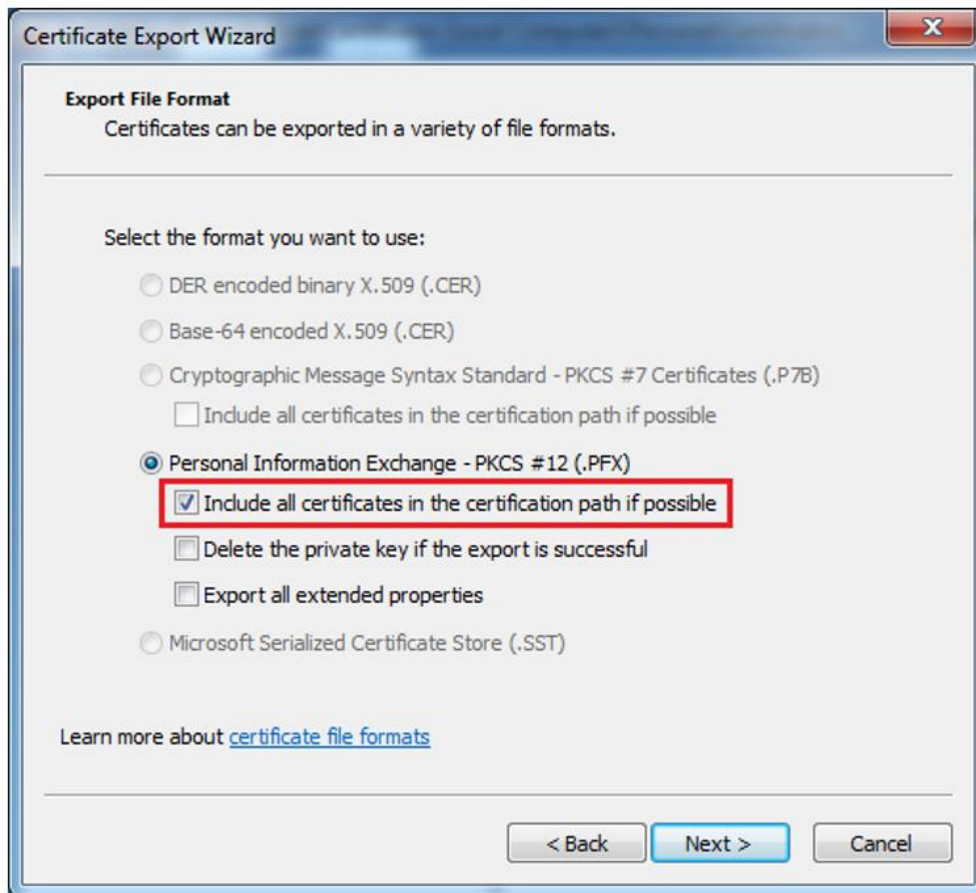 Certificate Export Wizard
Export File Format
Certificates can be exported in a variety of file formats.
Select the format you want to use:
DER encoded binary X.509 (.CER)
Base-64 encoded X.509 (.CER)
Cryptographic Message Syntax Standard - PKCS #7 Certificates (.P7B)
Include all certificates in the certification path if possible
Personal Information Exchange - PKCS #12 (.PFX)
Include all certificates in the certification path if possible
Delete the private key if the export is successful
Export all extended properties
Microsoft Serialized Certificate Store (.SST)
Learn more about certificate file formats
< Back Next > Cancel